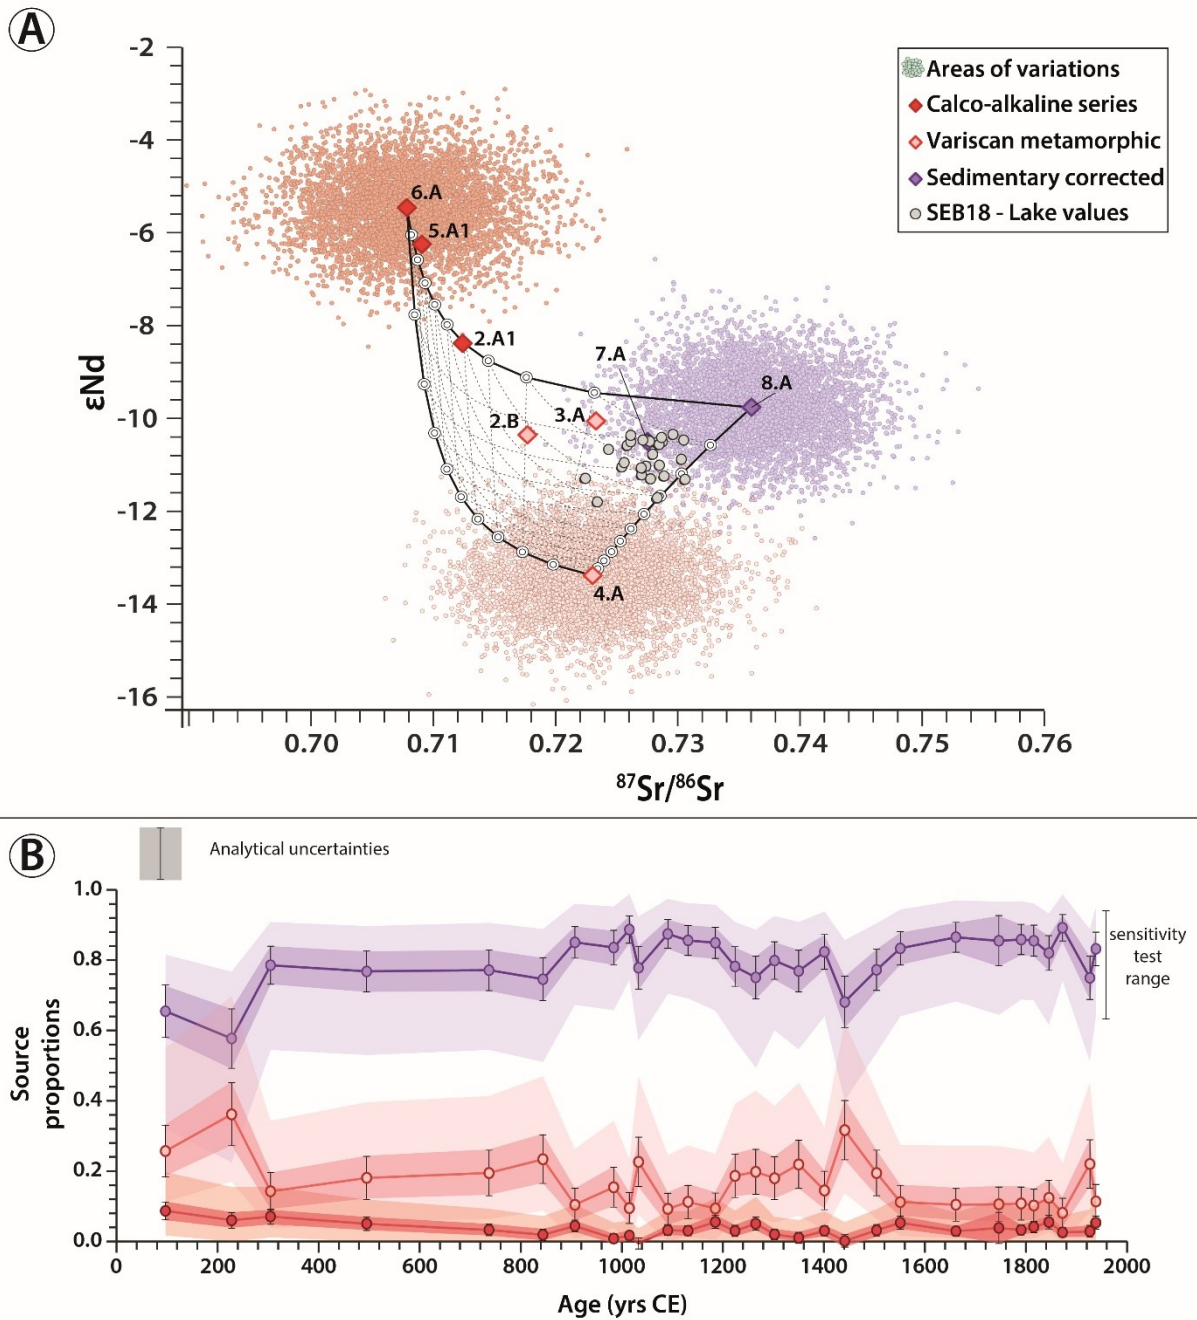 A
-2
-4
-6
-8
-10
-12
-14
-16
εNd
0.70
0.71
0.72
0.73
0.74
0.75
0.76
87Sr/86Sr
Areas of variations
Calco-alkaline series
Variscan metamorphic
Sedimentary corrected
SEB18 - Lake values
6.A
5.A1
2.A1
7.A
8.A
2.B
3.A
4.A
B
Analytical uncertainties
1.0
0.8
0.6
0.4
0.2
0.0
Source
proportions
sensitivity
test
range
0
200
400
600
800
1000
1200
1400
1600
1800
2000
Age (yrs CE)